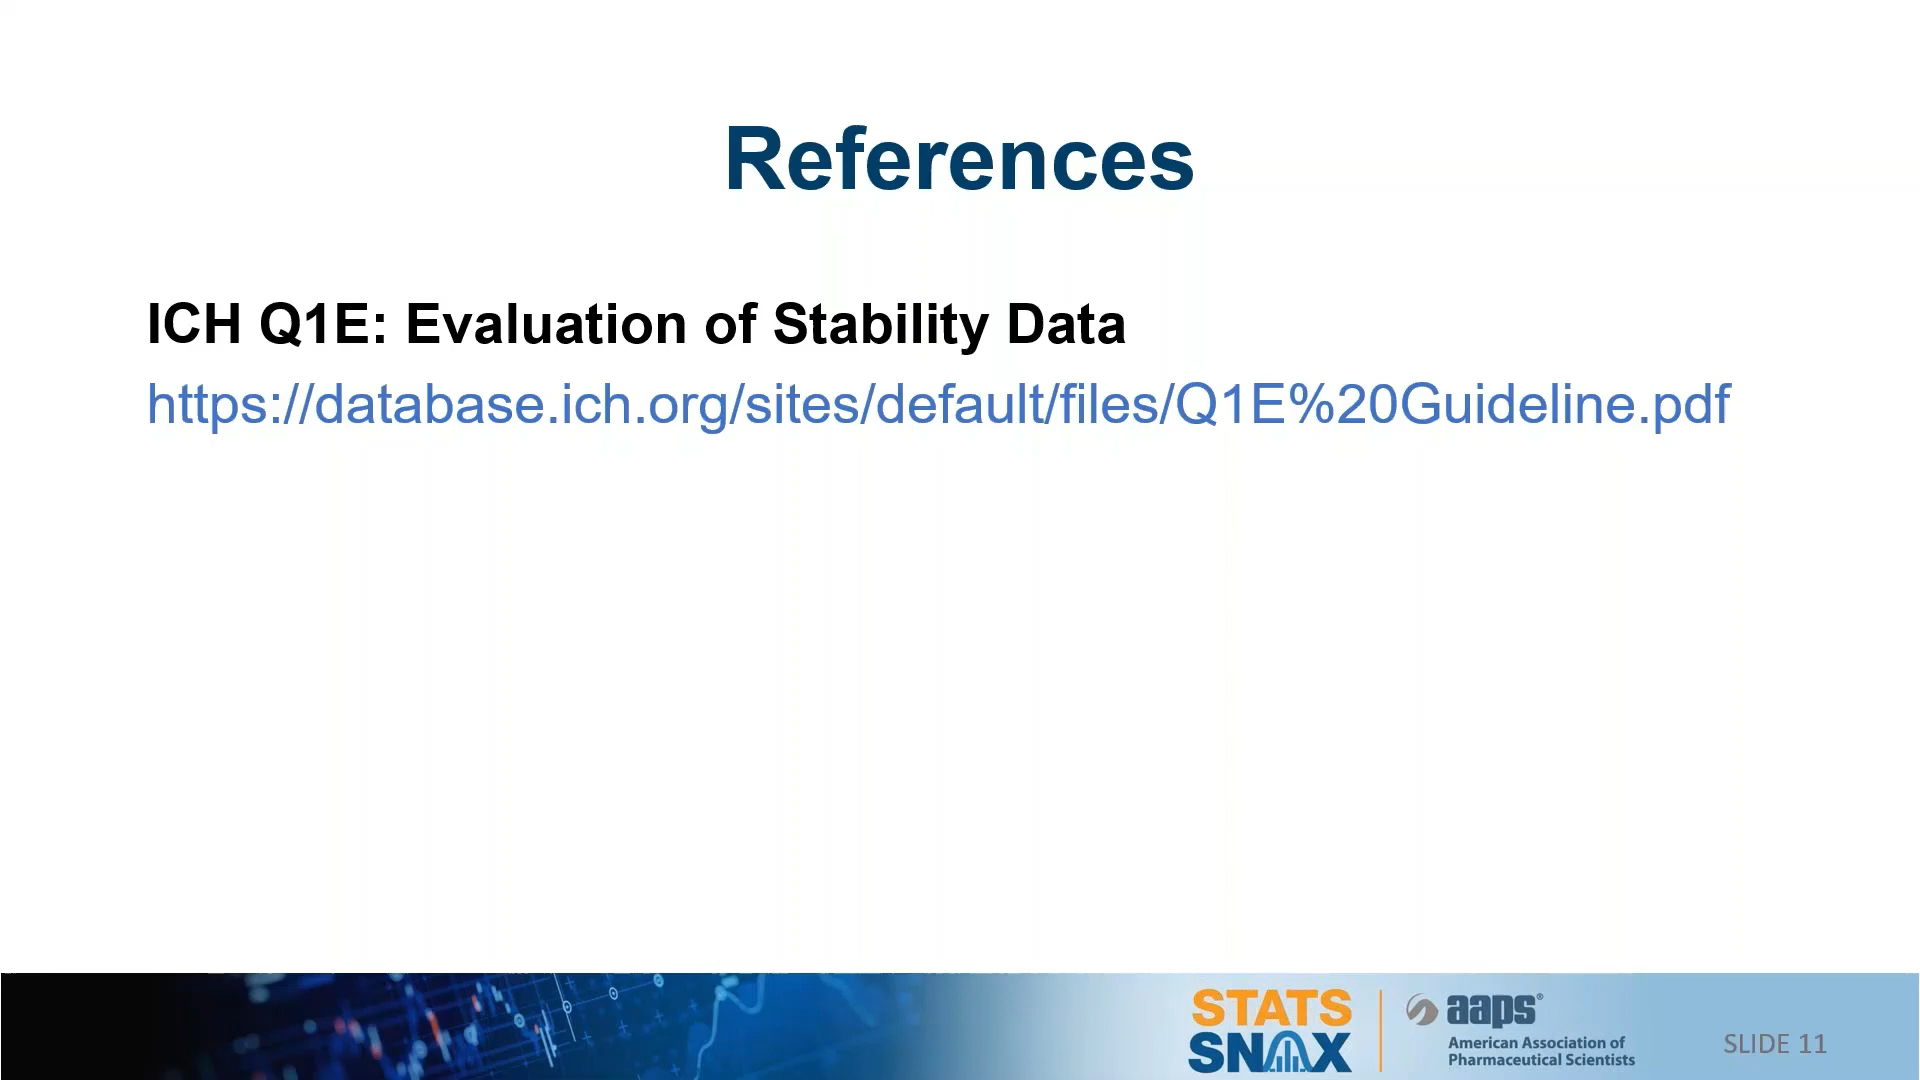 References
ICH Q1E: Evaluation of Stability Data
https://database.ich.org/sites/default/files/Q1E%20Guideline.pdf
STATS
SNAX
aaps®
American Association of
Pharmaceutical Scientists
SLIDE 11